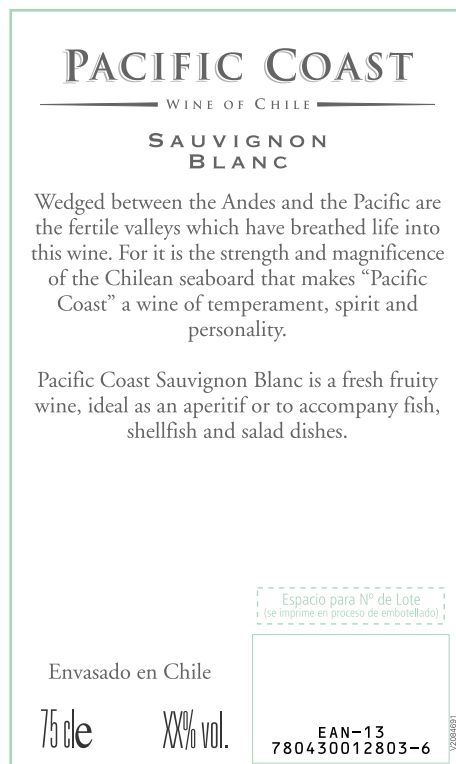 PACIFIC COAST
WINE OF CHILE
SAUVIGNON
BLANC
Wedged between the Andes and the Pacific are
the fertile valleys which have breathed life into
this wine. For it is the strength and magnificence
of the Chilean seaboard that makes “Pacific
Coast” a wine of temperament, spirit and
personality.
Pacific Coast Sauvignon Blanc is a fresh fruity
wine, ideal as an aperitif or to accompany fish,
shellfish and salad dishes.
Espacio para Nº de Lote
(se imprime en proceso de embotellado)
Envasado en Chile
75 cle
XX% vol.
EAN-13
780430012803-6
V2084691